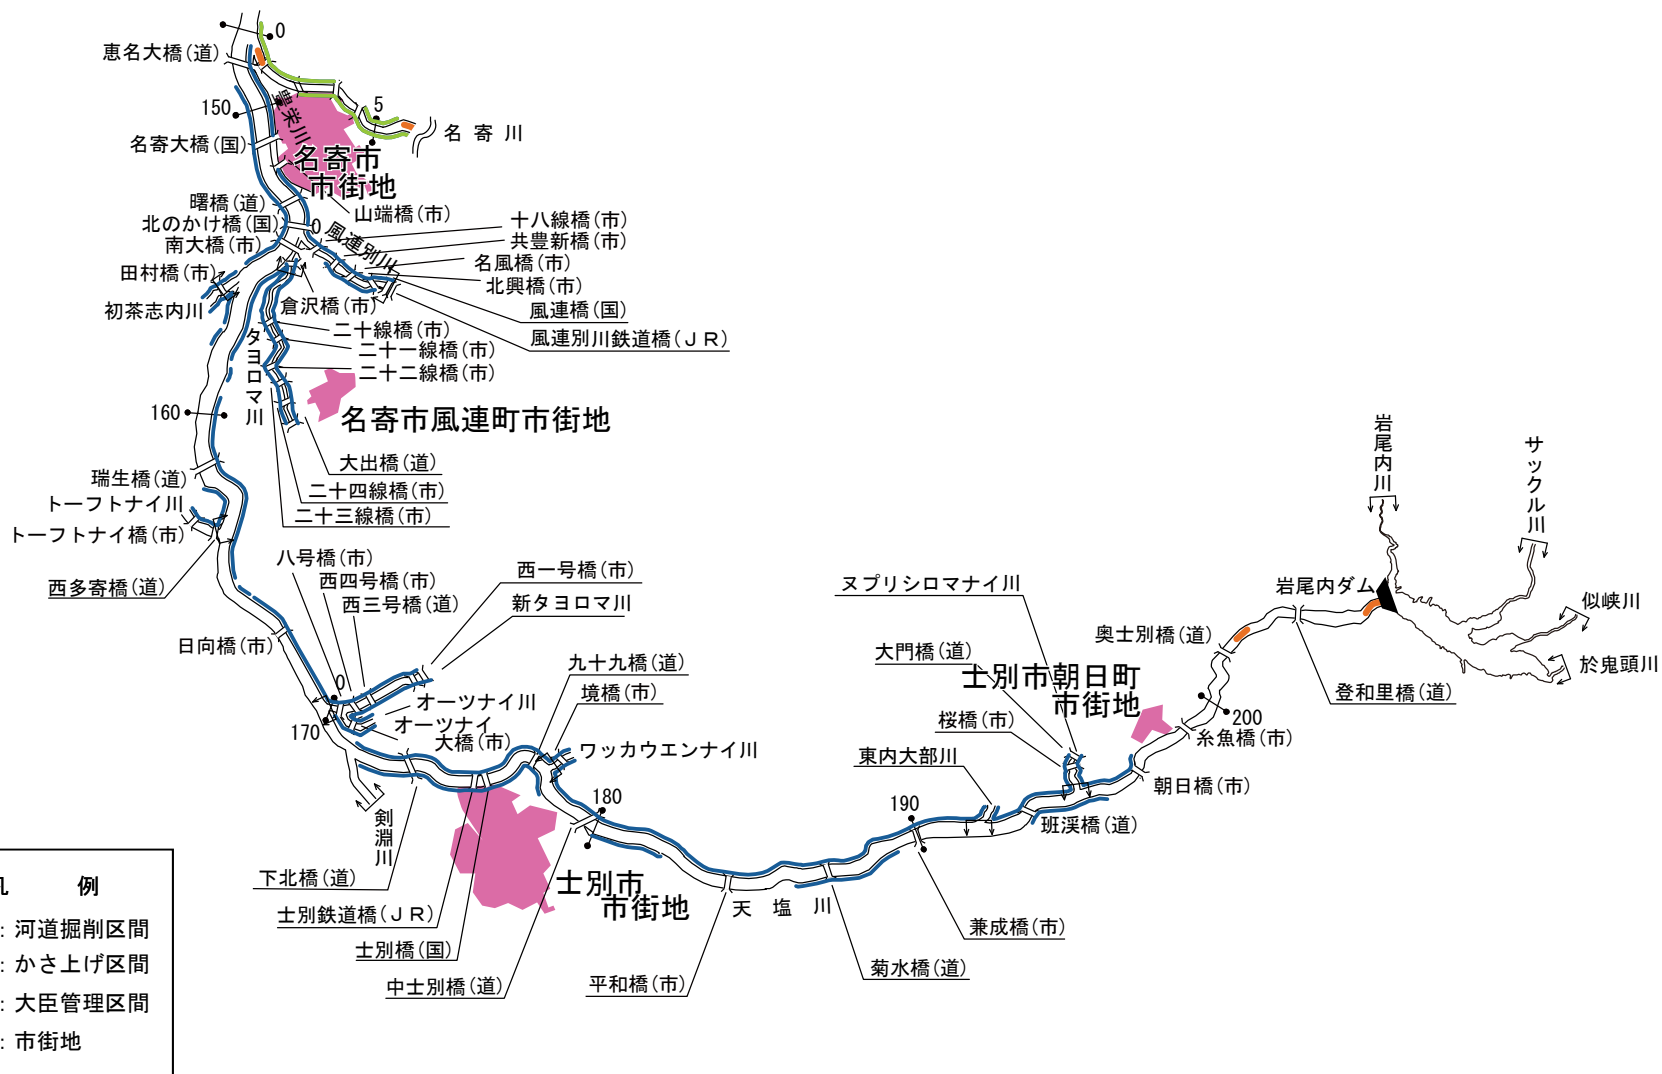 0
恵名大橋(道)
150
豊栄川
5
名寄川
名寄大橋(国)
名寄市
市街地
曙橋(道)
山端橋(市)
北のかけ橋(国)
0
風連別川
十八線橋(市)
南大橋(市)
共豊新橋(市)
田村橋(市)
名風橋(市)
北興橋(市)
初茶志内川
倉沢橋(市)
風連橋(国)
二十線橋(市)
風連別川鉄道橋(JR)
タヨロマ川
二十一線橋(市)
二十二線橋(市)
160
名寄市風連町市街地
大出橋(道)
瑞生橋(道)
二十四線橋(市)
トーフトナイ川
二十三線橋(市)
トーフトナイ橋(市)
西多寄橋(道)
八号橋(市)
西四号橋(市)
西三号橋(道)
西一号橋(市)
新タヨロマ川
日向橋(市)
0
170
オーツナイ川
オーツナイ
大橋(市)
九十九橋(道)
境橋(市)
ワッカウエンナイ川
剣淵川
180
下北橋(道)
士別鉄道橋(JR)
士別橋(国)
中士別橋(道)
士別市
市街地
平和橋(市)
天塩川
菊水橋(道)
兼成橋(市)
190
東内大部川
班渓橋(道)
桜橋(市)
大門橋(道)
ヌプリシロマナイ川
士別市朝日町
市街地
朝日橋(市)
糸魚橋(市)
200
奥士別橋(道)
登和里橋(道)
岩尾内ダム
岩尾内川
サックル川
似峡川
於鬼頭川
例
:河道掘削区間
:かさ上げ区間
:大臣管理区間
:市街地